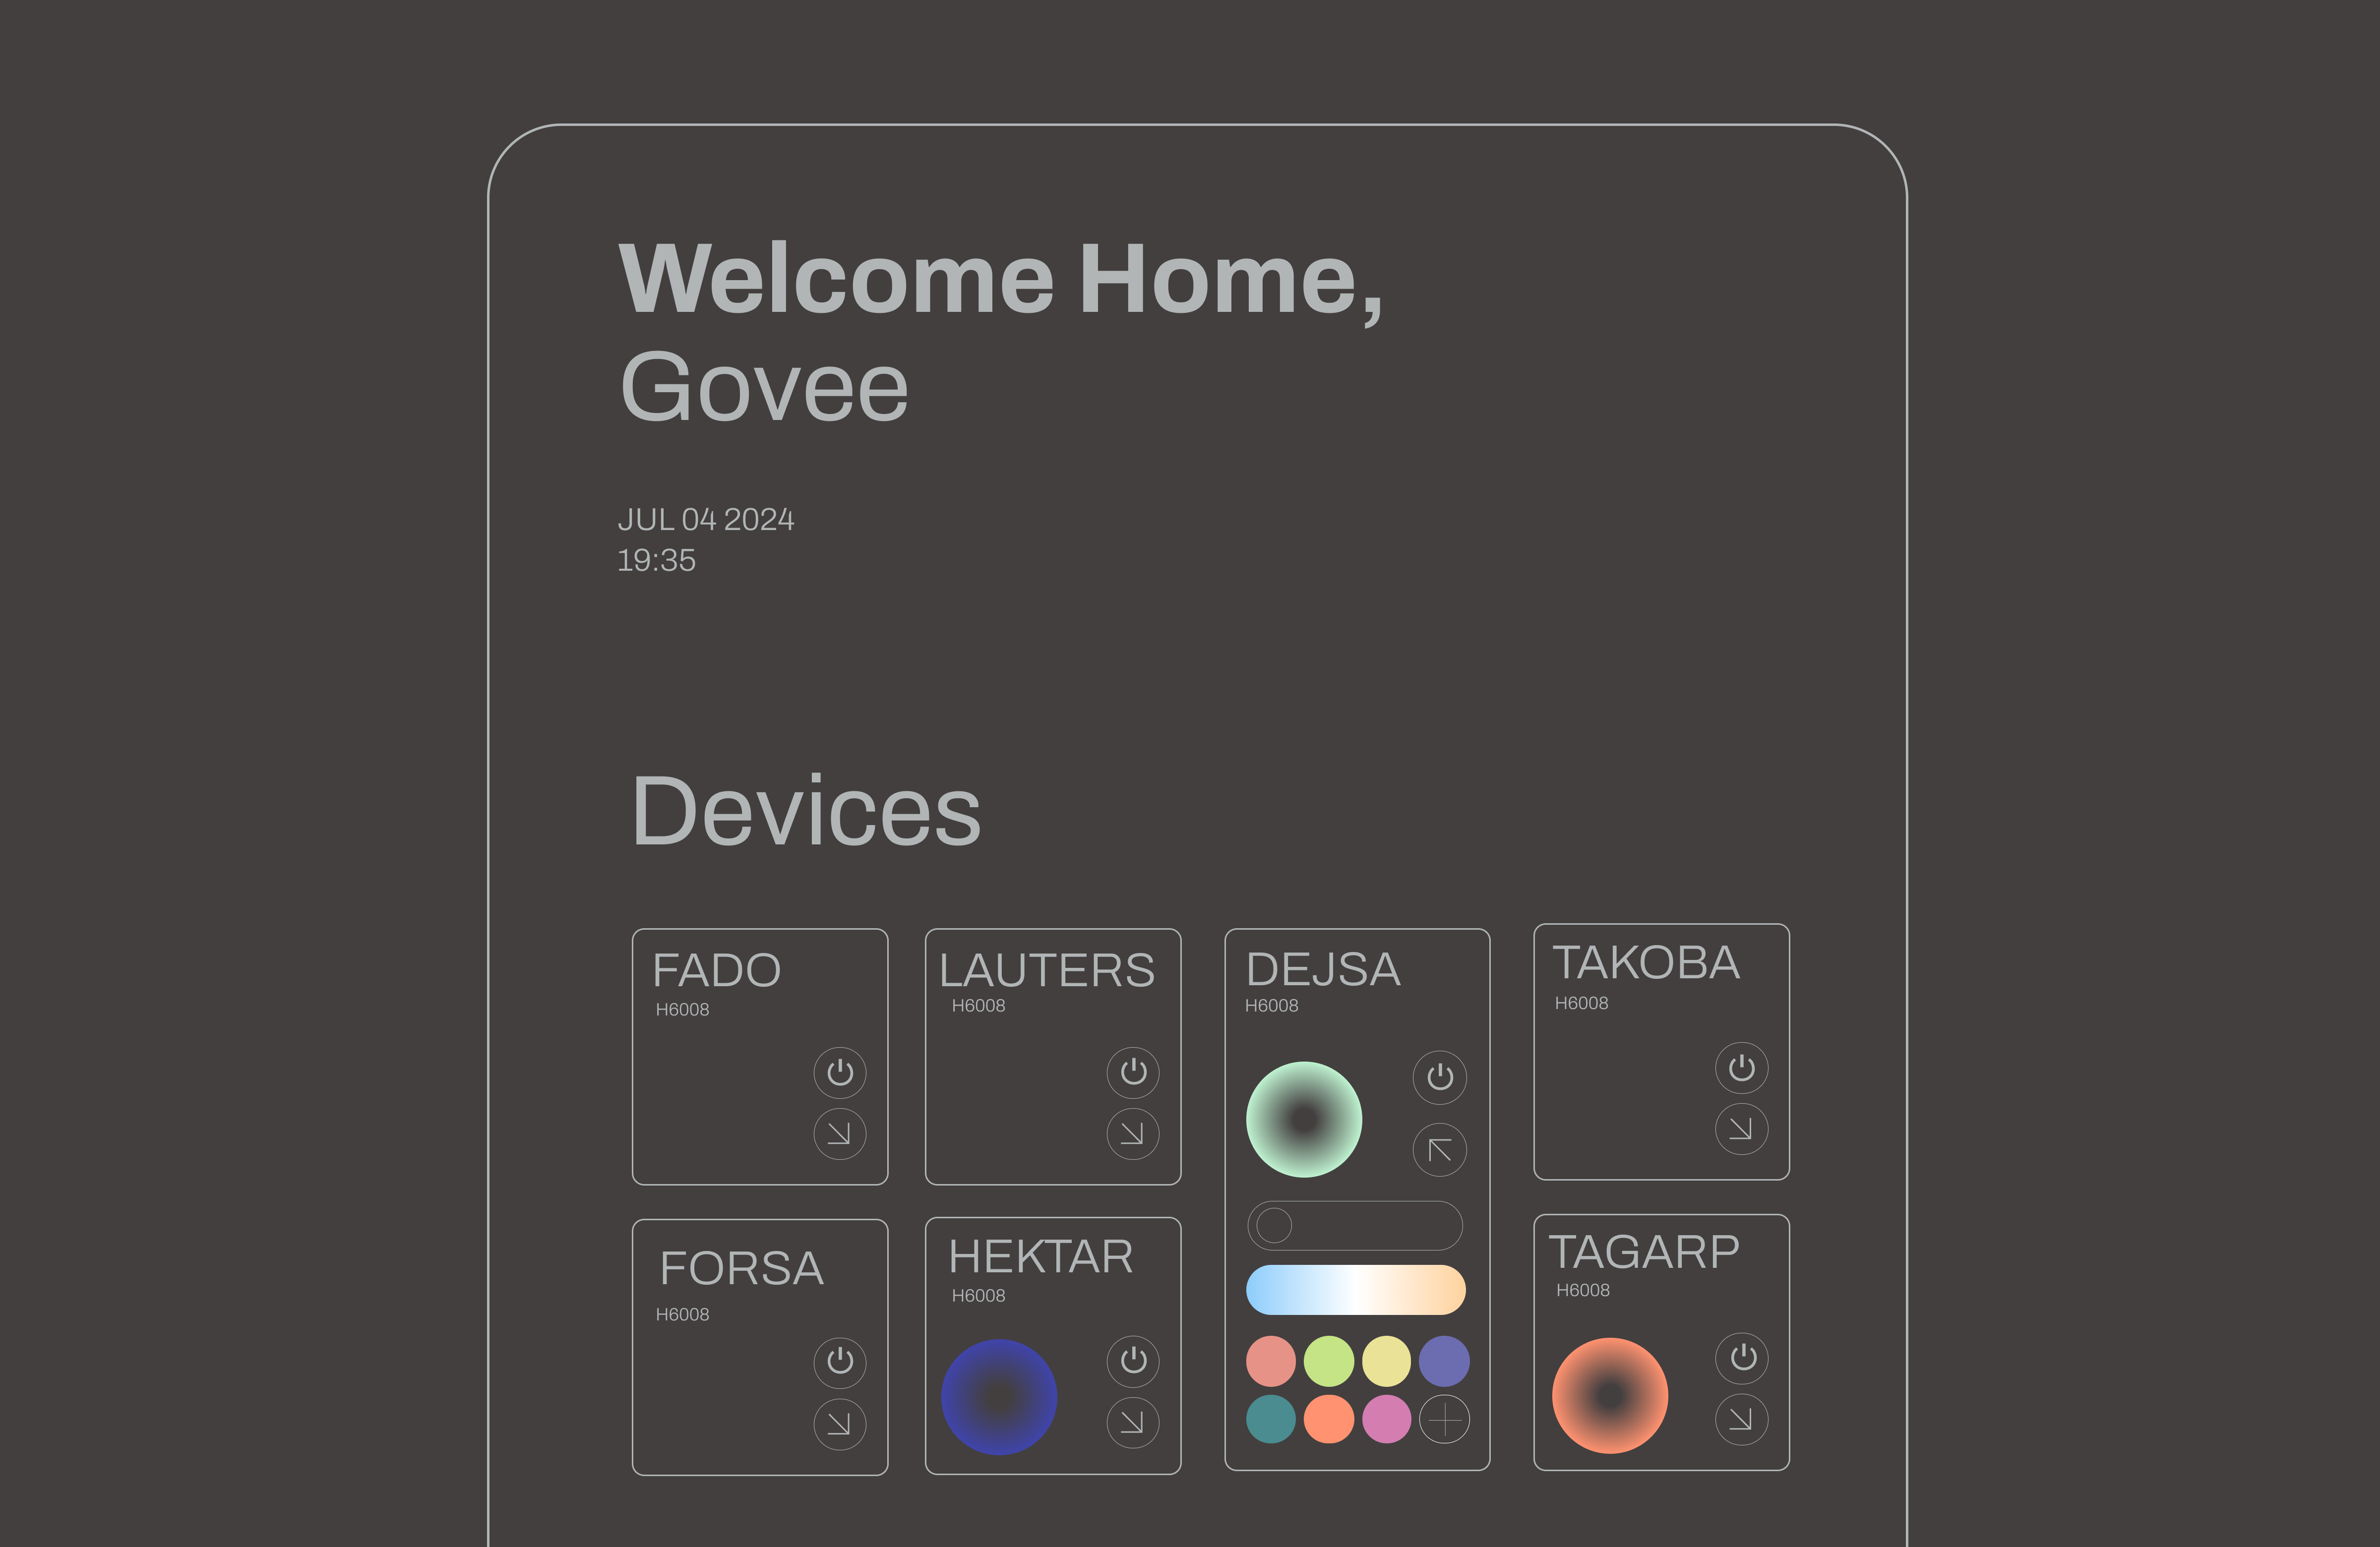 Welcome Home,
Govee
JUL 04 2024
19:35
Devices
FADO
H6008
LAUTERS
H6008
DEJSA
H6008
TAKOBA
H6008
FORSA
H6008
HEKTAR
H6008
TAGARP
H6008